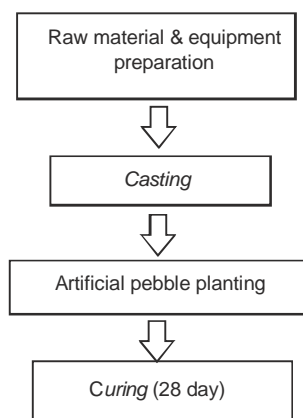 Raw material & equipment
preparation
Casting
Artificial pebble planting
Curing (28 day)